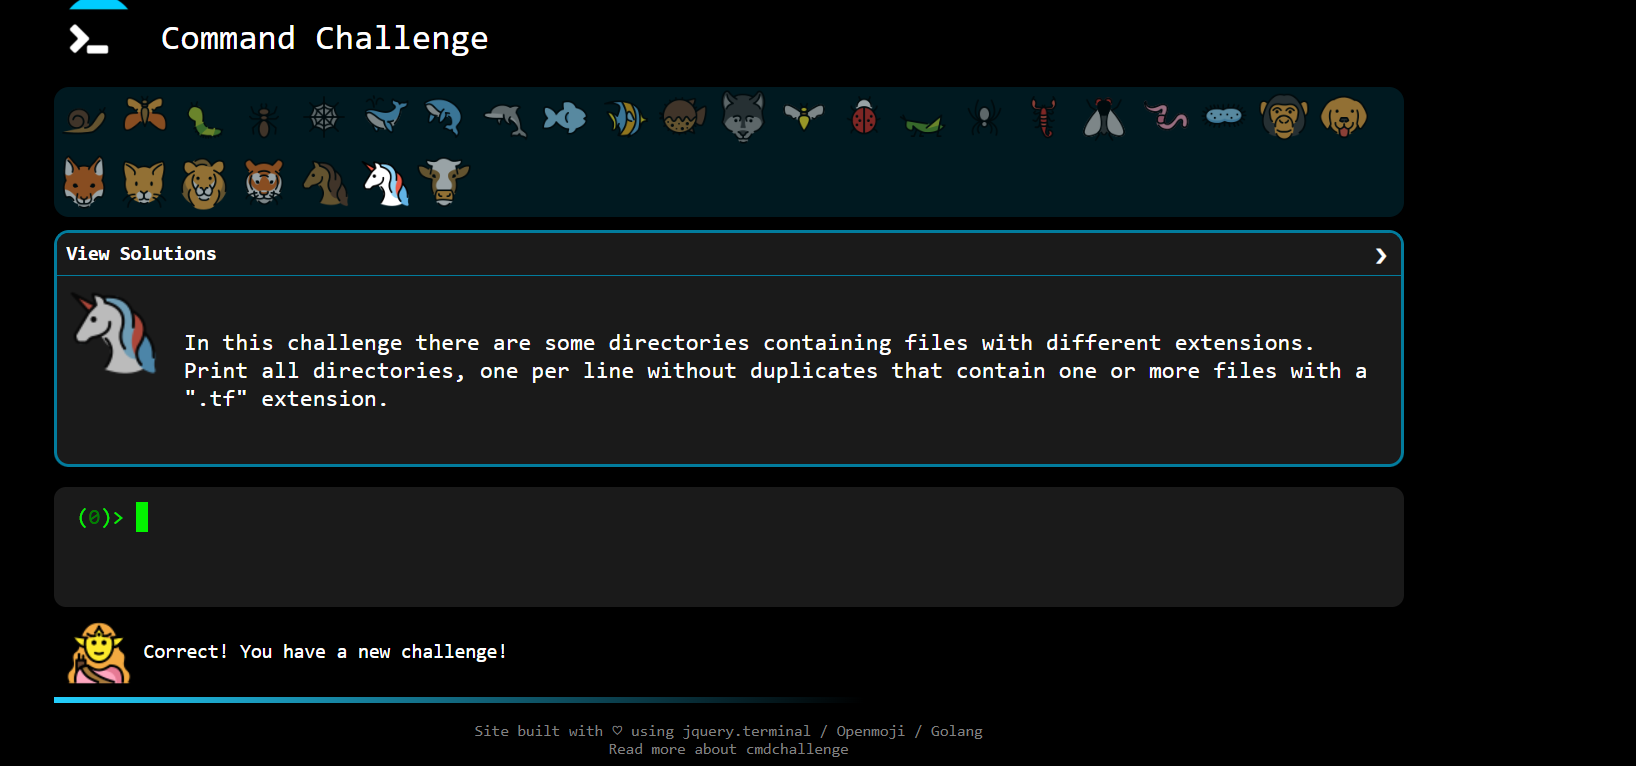 Command Challenge
View Solutions
In this challenge there are some directories containing files with different extensions.
Print all directories, one per line without duplicates that contain one or more files with a
".tf" extension.
(0)>
Correct! You have a new challenge!
Site built with ♡ using jquery.terminal / Openmoji / Golang
Read more about cmdchallenge